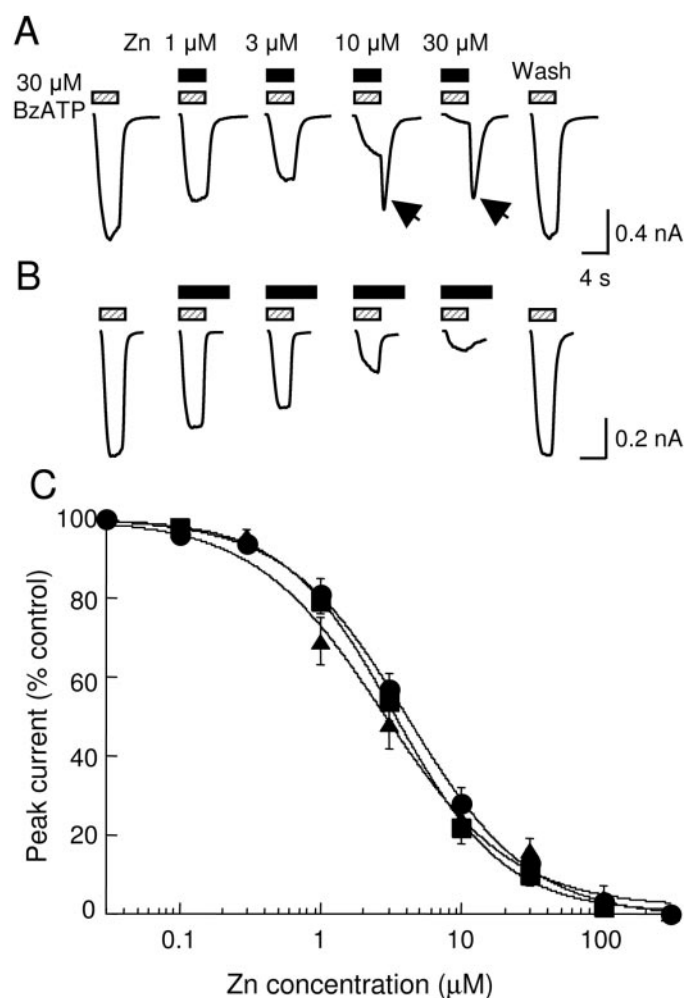 A
Zn 1 µM 3 µM 10 µM 30 µM
Wash
30 µM
BzATP
0.4 nA
4 s
B
0.2 nA
C
100
80
60
40
20
0
Peak current (% control)
0.1 1 10 100
Zn concentration (µM)